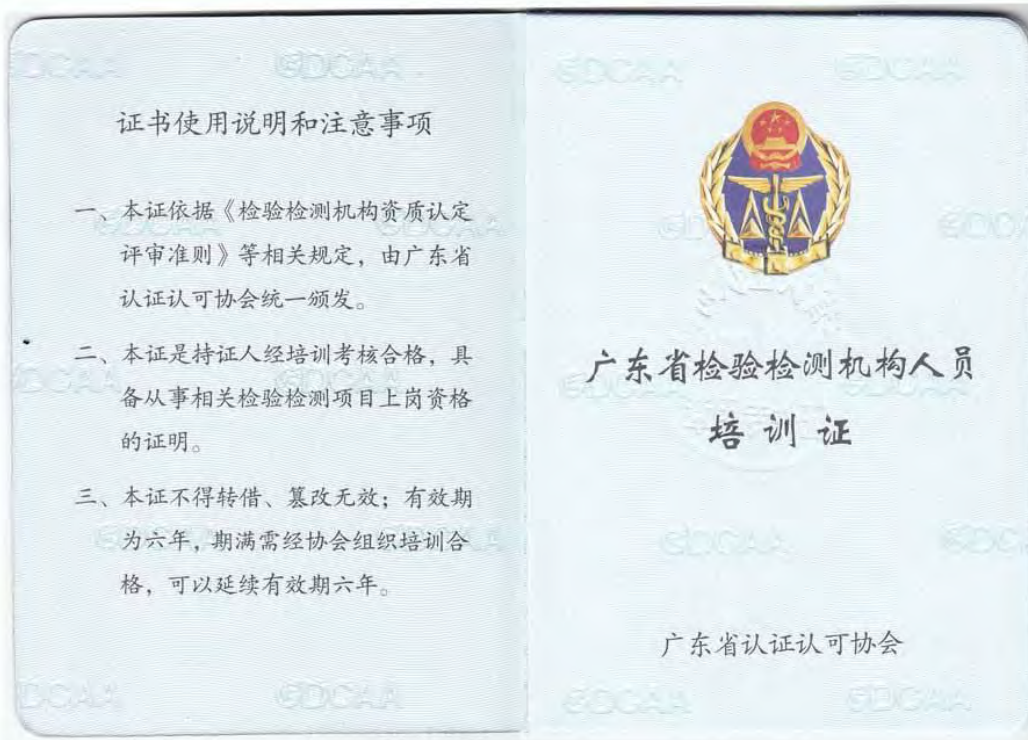 证书使用说明和注意事项
一、本证依据《检验检测机构资质认定
评审准则》等相关规定，由广东省
认证认可协会统一颁发。
二、本证是持证人经培训考核合格，具
备从事相关检验检测项目上岗资格
的证明。
三、本证不得转借、篡改无效；有效期
为六年，期满需经协会组织培训合
格，可以延续有效期六年。
广东省检验检测机构人员
培训证
广东省认证认可协会
GDCAA